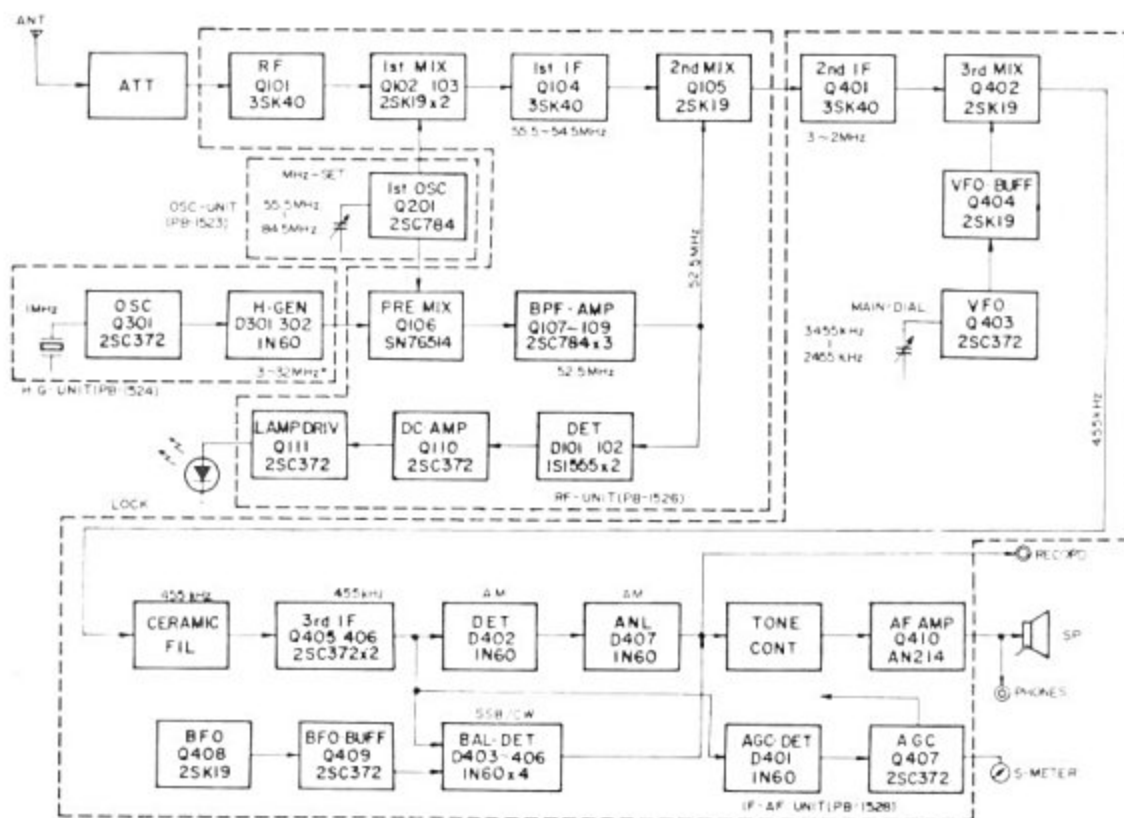 ANT
ATT
RF
Q101
3SK40
1st MIX
Q102 103
2SK19x2
1st IF
Q104
3SK40
55.5~54.5MHz
2nd MIX
Q105
2SK19
2nd IF
Q401
3SK40
3~2MHz
3rd MIX
Q402
2SK19
MHz-SET
OSC-UNIT
(PB-1523)
55.5MHz
84.5MHz
1st OSC
Q201
2SC784
VFO-BUFF
Q404
2SK19
52.5MHz
1MHz
OSC
Q301
2SC372
H-GEN
D301 302
1N60
3~32MHz*
H.G-UNIT(PB-1524)
PRE MIX
Q106
SN76514
BPF-AMP
Q107~109
2SC784x3
52.5MHz
MAIN-DIAL
3455kHz
2455kHz
VFO
Q403
2SC372
455kHz
LAMP DRIV
Q111
2SC372
DC-AMP
Q110
2SC372
DET
D101 102
1S1555x2
RF-UNIT(PB-1526)
LOCK
RECORD
455kHz
CERAMIC
FIL
455kHz
3rd IF
Q405 406
2SC372x2
AM
DET
D402
1N60
AM
ANL
D407
1N60
TONE
CONT
AF AMP
Q410
AN214
SP
PHONES
BFO
Q408
2SK19
BFO BUFF
Q409
2SC372
SSB/CW
BAL-DET
D403~406
1N60x4
AGC-DET
D401
1N60
AGC
Q407
2SC372
S-METER
IF-AF UNIT(PB-1528)